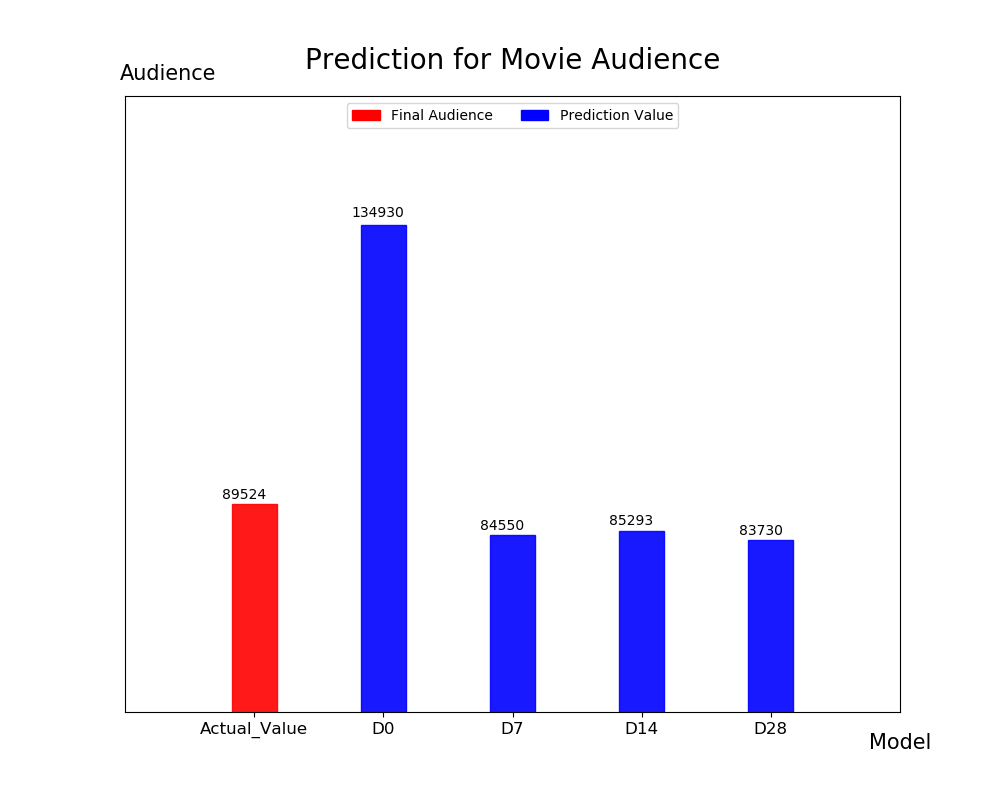 Prediction for Movie Audience
Audience
Final Audience
Prediction Value
134930
89524
84550
85293
83730
Actual_Value
D0
D7
D14
D28
Model